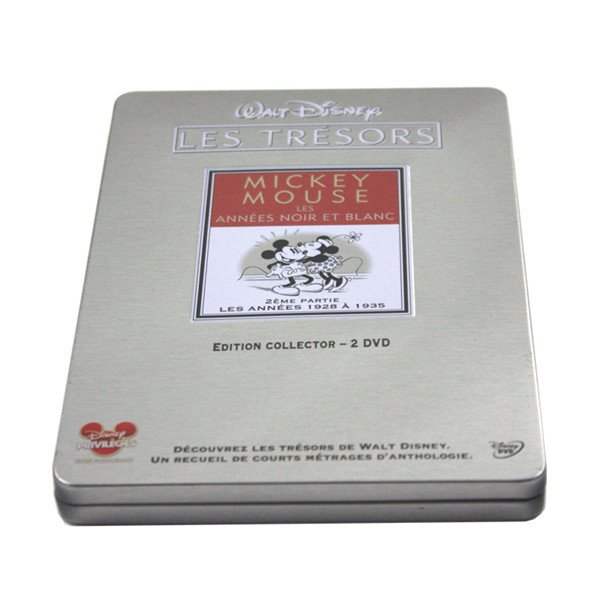 WALT DISNEY
LES TRÉSORS
MICKEY
MOUSE
LES
ANNÉES NOIR ET BLANC
2ÈME PARTIE
LES ANNÉES 1928 À 1935
EDITION COLLECTOR – 2 DVD
Disney
PRIVILÈGES
DÉCOUVREZ LES TRÉSORS DE WALT DISNEY.
UN RECUEIL DE COURTS MÉTRAGES D'ANTHOLOGIE.
Disney
DVD